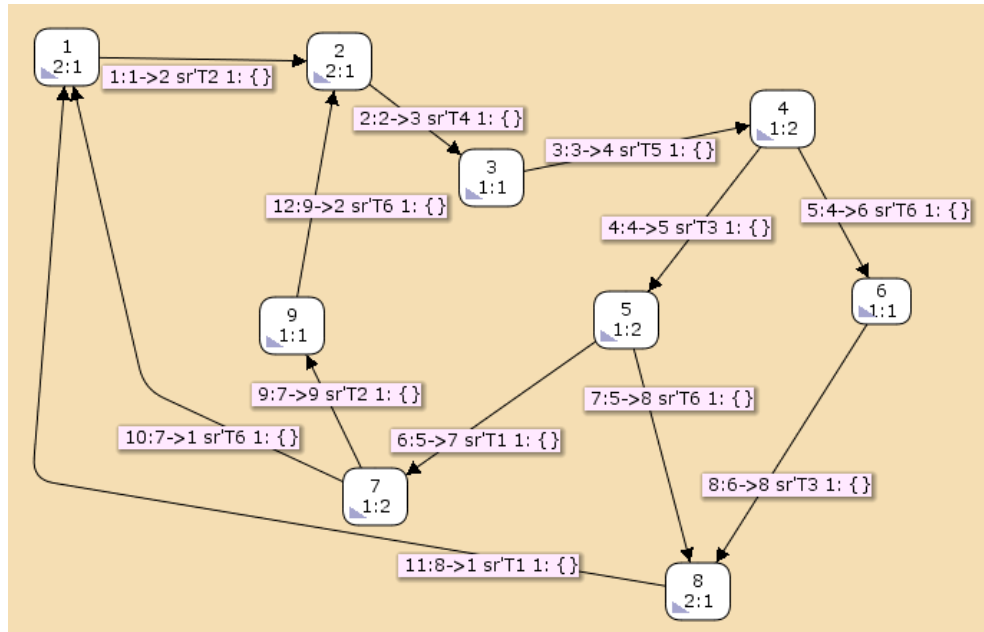 1
2:1
1:1->2 sr'T2 1: {}
2
2:1
2:2->3 sr'T4 1: {}
3
1:1
3:3->4 sr'T5 1: {}
4
1:2
12:9->2 sr'T6 1: {}
4:4->5 sr'T3 1: {}
5:4->6 sr'T6 1: {}
9
1:1
5
1:2
6
1:1
9:7->9 sr'T2 1: {}
7:5->8 sr'T6 1: {}
10:7->1 sr'T6 1: {}
6:5->7 sr'T1 1: {}
7
1:2
8:6->8 sr'T3 1: {}
11:8->1 sr'T1 1: {}
8
2:1